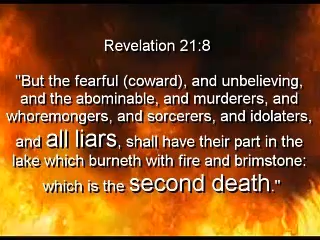 Revelation 21:8
"But the fearful (coward), and unbelieving,
and the abominable, and murderers, and
whoremongers, and sorcerers, and idolaters,
and all liars, shall have their part in the
lake which burneth with fire and brimstone:
which is the second death."